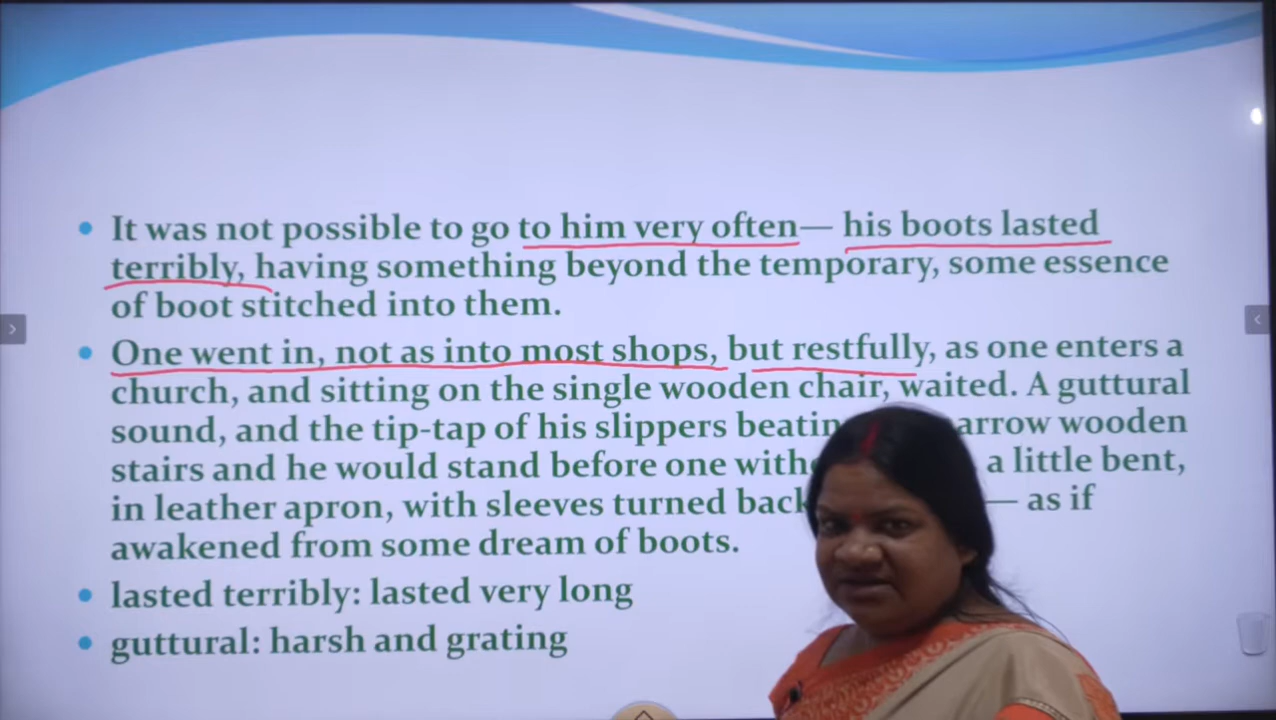 It was not possible to go to him very often— his boots lasted
terribly, having something beyond the temporary, some essence
of boot stitched into them.
One went in, not as into most shops, but restfully, as one enters a
church, and sitting on the single wooden chair, waited. A guttural
sound, and the tip-tap of his slippers beating arrow wooden
stairs and he would stand before one with a little bent,
in leather apron, with sleeves turned back — as if
awakened from some dream of boots.
lasted terribly: lasted very long
guttural: harsh and grating